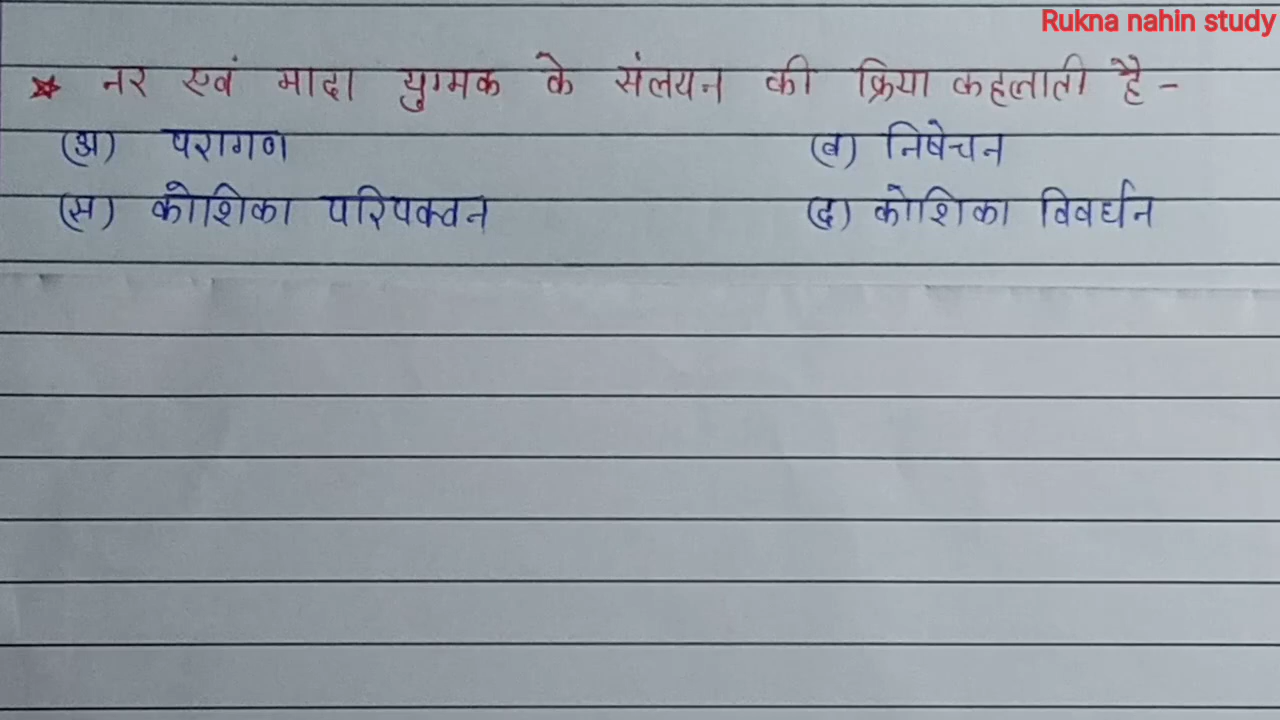 Rukna nahin study
★ नर एवं मादा युग्मक के संलयन की क्रिया कहलाती है -
(अ) परागण (ब) निषेचन
(स) कोशिका परिपक्वन (द) कोशिका विवर्धन